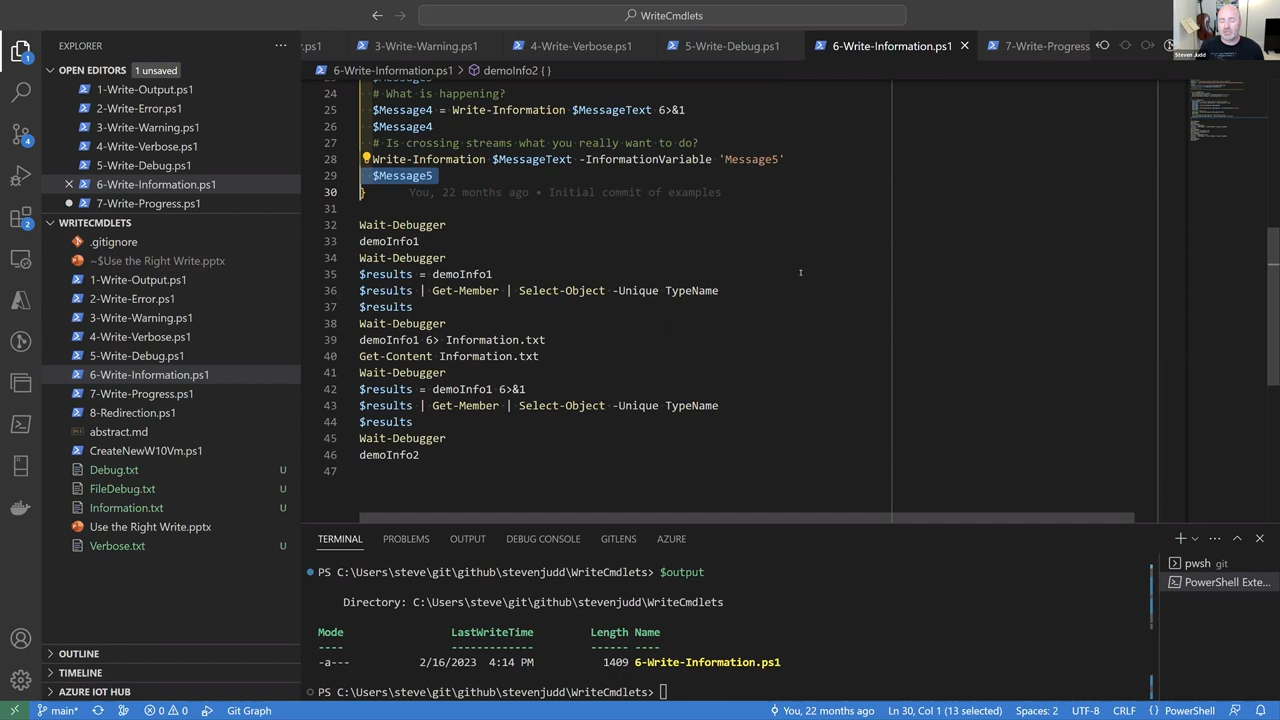 WriteCmdlets
Steven Judd
EXPLORER
r.ps1
3-Write-Warning.ps1
4-Write-Verbose.ps1
5-Write-Debug.ps1
6-Write-Information.ps1
7-Write-Progress
OPEN EDITORS
1 unsaved
1-Write-Output.ps1
2-Write-Error.ps1
3-Write-Warning.ps1
4-Write-Verbose.ps1
5-Write-Debug.ps1
6-Write-Information.ps1
7-Write-Progress.ps1
WRITECMDLETS
.gitignore
~$Use the Right Write.pptx
1-Write-Output.ps1
2-Write-Error.ps1
3-Write-Warning.ps1
4-Write-Verbose.ps1
5-Write-Debug.ps1
6-Write-Information.ps1
7-Write-Progress.ps1
8-Redirection.ps1
abstract.md
CreateNewW10Vm.ps1
Debug.txt U
FileDebug.txt U
Information.txt U
Use the Right Write.pptx
Verbose.txt U
OUTLINE
TIMELINE
AZURE IOT HUB
1
4
2
6-Write-Information.ps1 > demoInfo2 { }
23 $Message3
24 # What is happening?
25 $Message4 = Write-Information $MessageText 6>&1
26 $Message4
27 # Is crossing streams what you really want to do?
28 Write-Information $MessageText -InformationVariable 'Message5'
29 $Message5
30 } You, 22 months ago • Initial commit of examples
31
32 Wait-Debugger
33 demoInfo1
34 Wait-Debugger
35 $results = demoInfo1
36 $results | Get-Member | Select-Object -Unique TypeName
37 $results
38 Wait-Debugger
39 demoInfo1 6> Information.txt
40 Get-Content Information.txt
41 Wait-Debugger
42 $results = demoInfo1 6>&1
43 $results | Get-Member | Select-Object -Unique TypeName
44 $results
45 Wait-Debugger
46 demoInfo2
47
TERMINAL PROBLEMS OUTPUT DEBUG CONSOLE GITLENS AZURE
PS C:\Users\steve\git\github\stevenjudd\WriteCmdlets> $output
Directory: C:\Users\steve\git\github\stevenjudd\WriteCmdlets
Mode LastWriteTime Length Name
---- ------------- ------ ----
-a--- 2/16/2023 4:14 PM 1409 6-Write-Information.ps1
PS C:\Users\steve\git\github\stevenjudd\WriteCmdlets>
pwsh git
PowerShell Exte...
main* 0 0 Git Graph You, 22 months ago Ln 30, Col 1 (13 selected) Spaces: 2 UTF-8 CRLF { } PowerShell